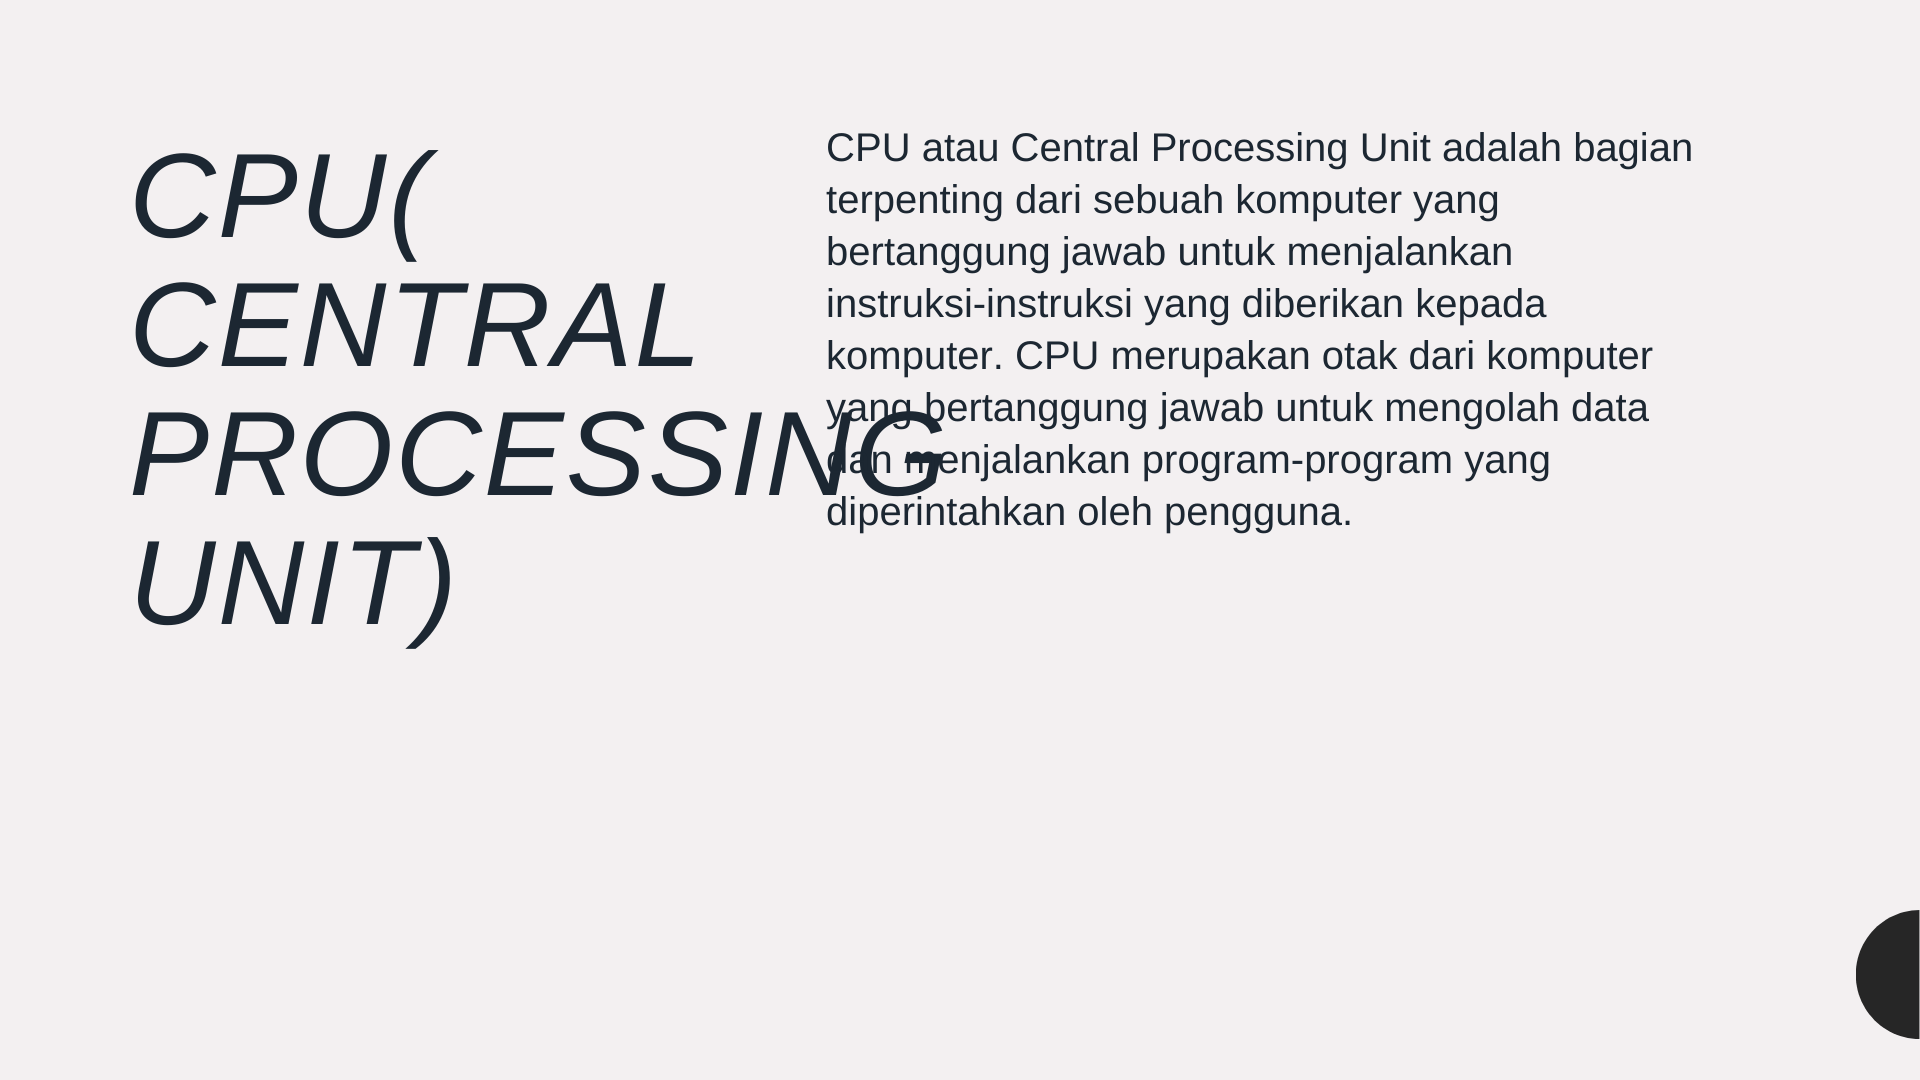 CPU(
CENTRAL
PROCESSING
UNIT)
CPU atau Central Processing Unit adalah bagian
terpenting dari sebuah komputer yang
bertanggung jawab untuk menjalankan
instruksi-instruksi yang diberikan kepada
komputer. CPU merupakan otak dari komputer
yang bertanggung jawab untuk mengolah data
dan menjalankan program-program yang
diperintahkan oleh pengguna.